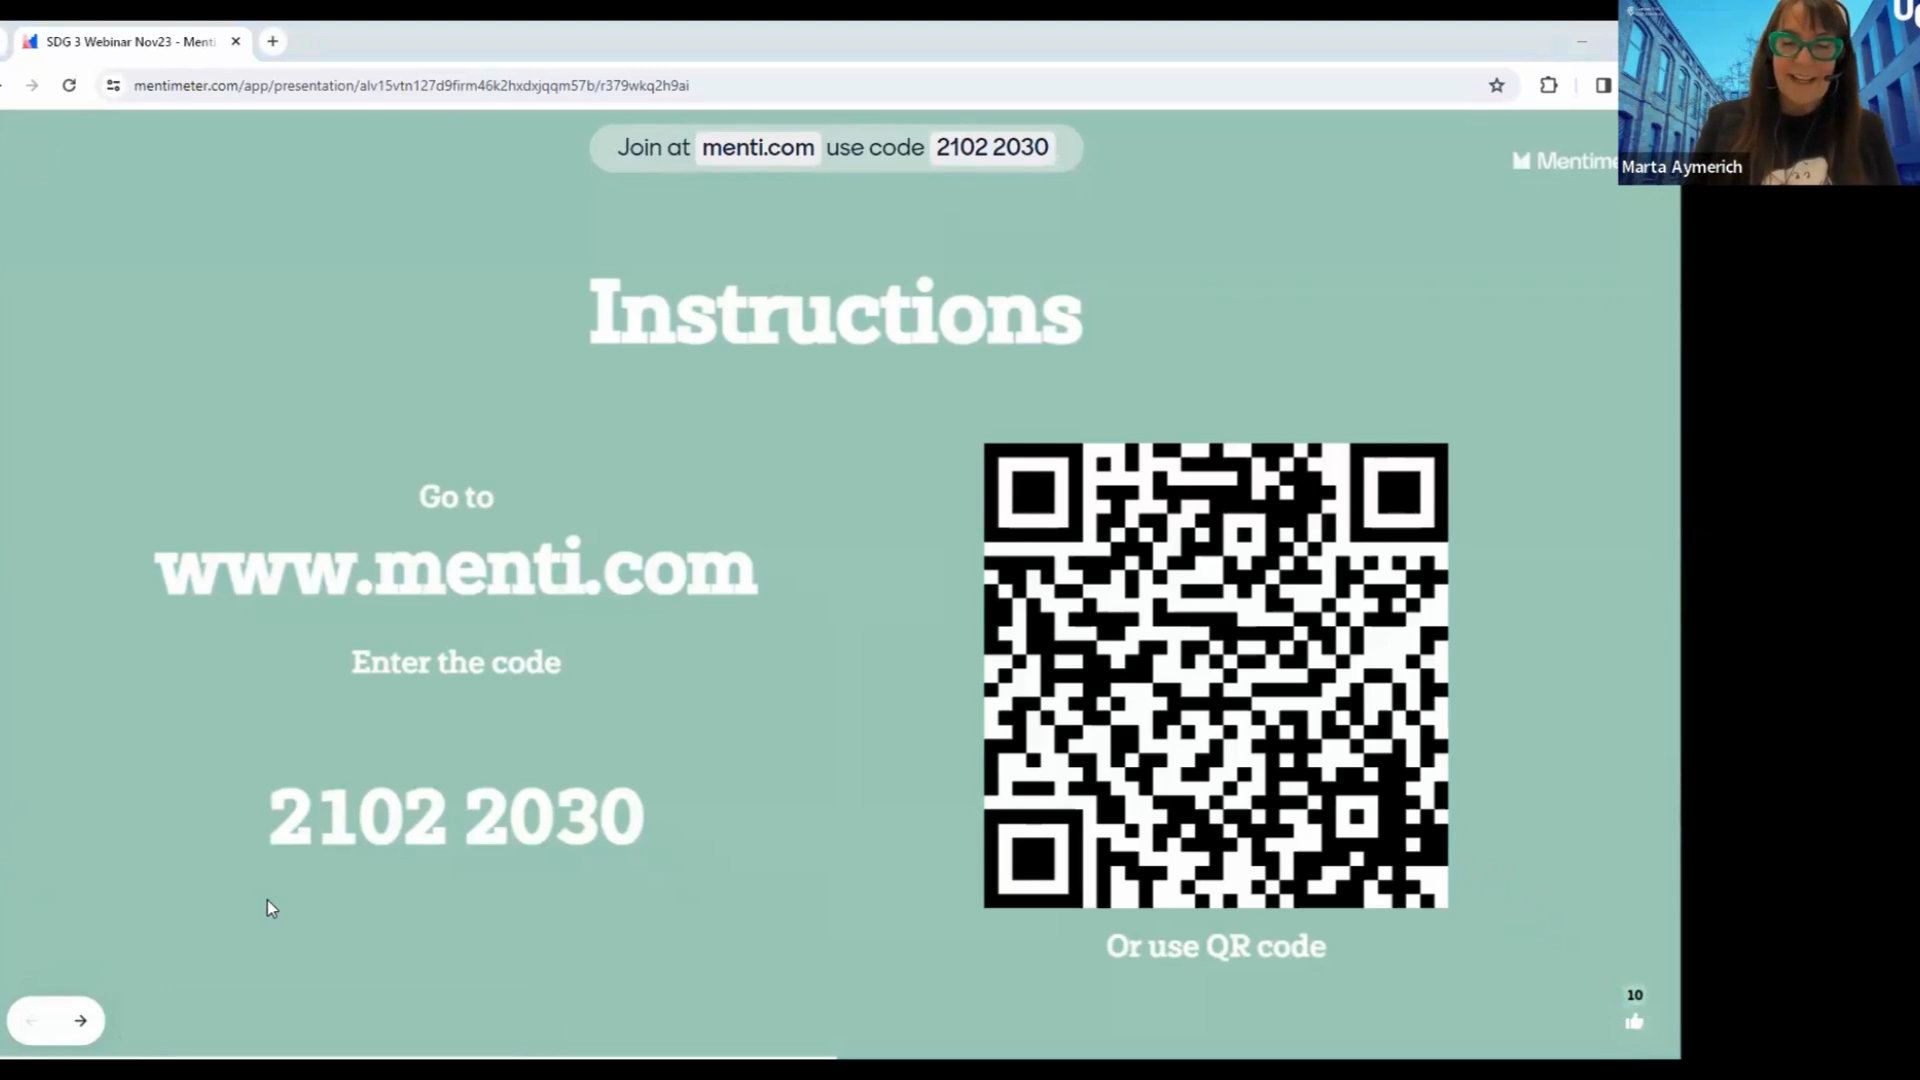 SDG 3 Webinar Nov23 - Menti
mentimeter.com/app/presentation/alv15vtn127d9firm46k2hxdxjqqm57b/r379wkq2h9ai
Join at menti.com use code 2102 2030
Mentime
Marta Aymerich
Instructions
Go to
www.menti.com
Enter the code
2102 2030
Or use QR code
10